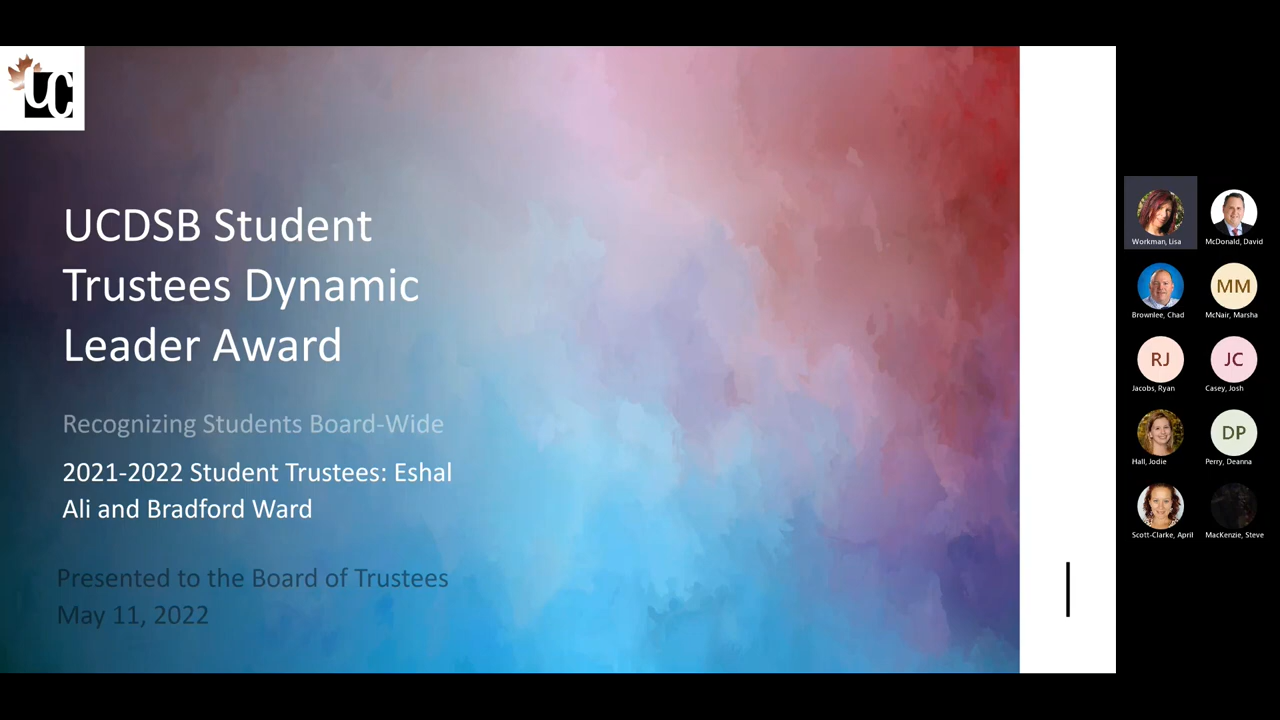 UC
UCDSB Student
Trustees Dynamic
Leader Award
Recognizing Students Board-Wide
2021-2022 Student Trustees: Eshal
Ali and Bradford Ward
Presented to the Board of Trustees
May 11, 2022
Workman, Lisa
McDonald, David
Brownlee, Chad
MM
McNair, Marsha
RJ
Jacobs, Ryan
JC
Casey, Josh
Hall, Jodie
DP
Perry, Deanna
Scott-Clarke, April
MacKenzie, Steve